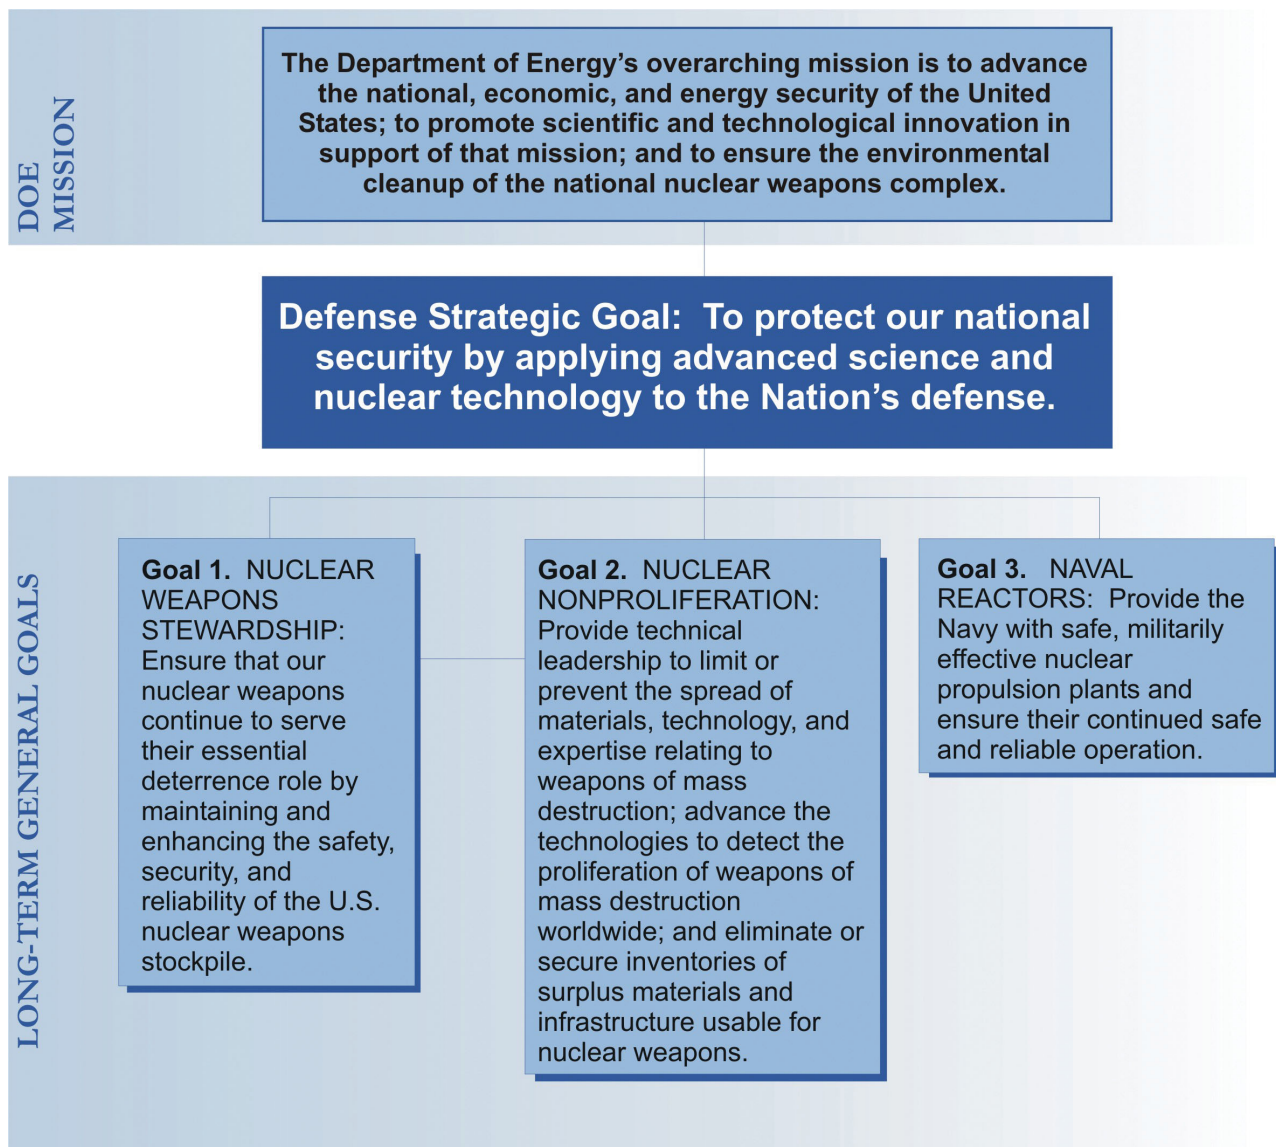 DOE
MISSION
The Department of Energy’s overarching mission is to advance
the national, economic, and energy security of the United
States; to promote scientific and technological innovation in
support of that mission; and to ensure the environmental
cleanup of the national nuclear weapons complex.
Defense Strategic Goal:  To protect our national
security by applying advanced science and
nuclear technology to the Nation’s defense.
LONG-TERM GENERAL GOALS
Goal 1.  NUCLEAR
WEAPONS
STEWARDSHIP:
Ensure that our
nuclear weapons
continue to serve
their essential
deterrence role by
maintaining and
enhancing the safety,
security, and
reliability of the U.S.
nuclear weapons
stockpile.
Goal 2.  NUCLEAR
NONPROLIFERATION:
Provide technical
leadership to limit or
prevent the spread of
materials, technology, and
expertise relating to
weapons of mass
destruction; advance the
technologies to detect the
proliferation of weapons of
mass destruction
worldwide; and eliminate or
secure inventories of
surplus materials and
infrastructure usable for
nuclear weapons.
Goal 3.   NAVAL
REACTORS:  Provide the
Navy with safe, militarily
effective nuclear
propulsion plants and
ensure their continued safe
and reliable operation.